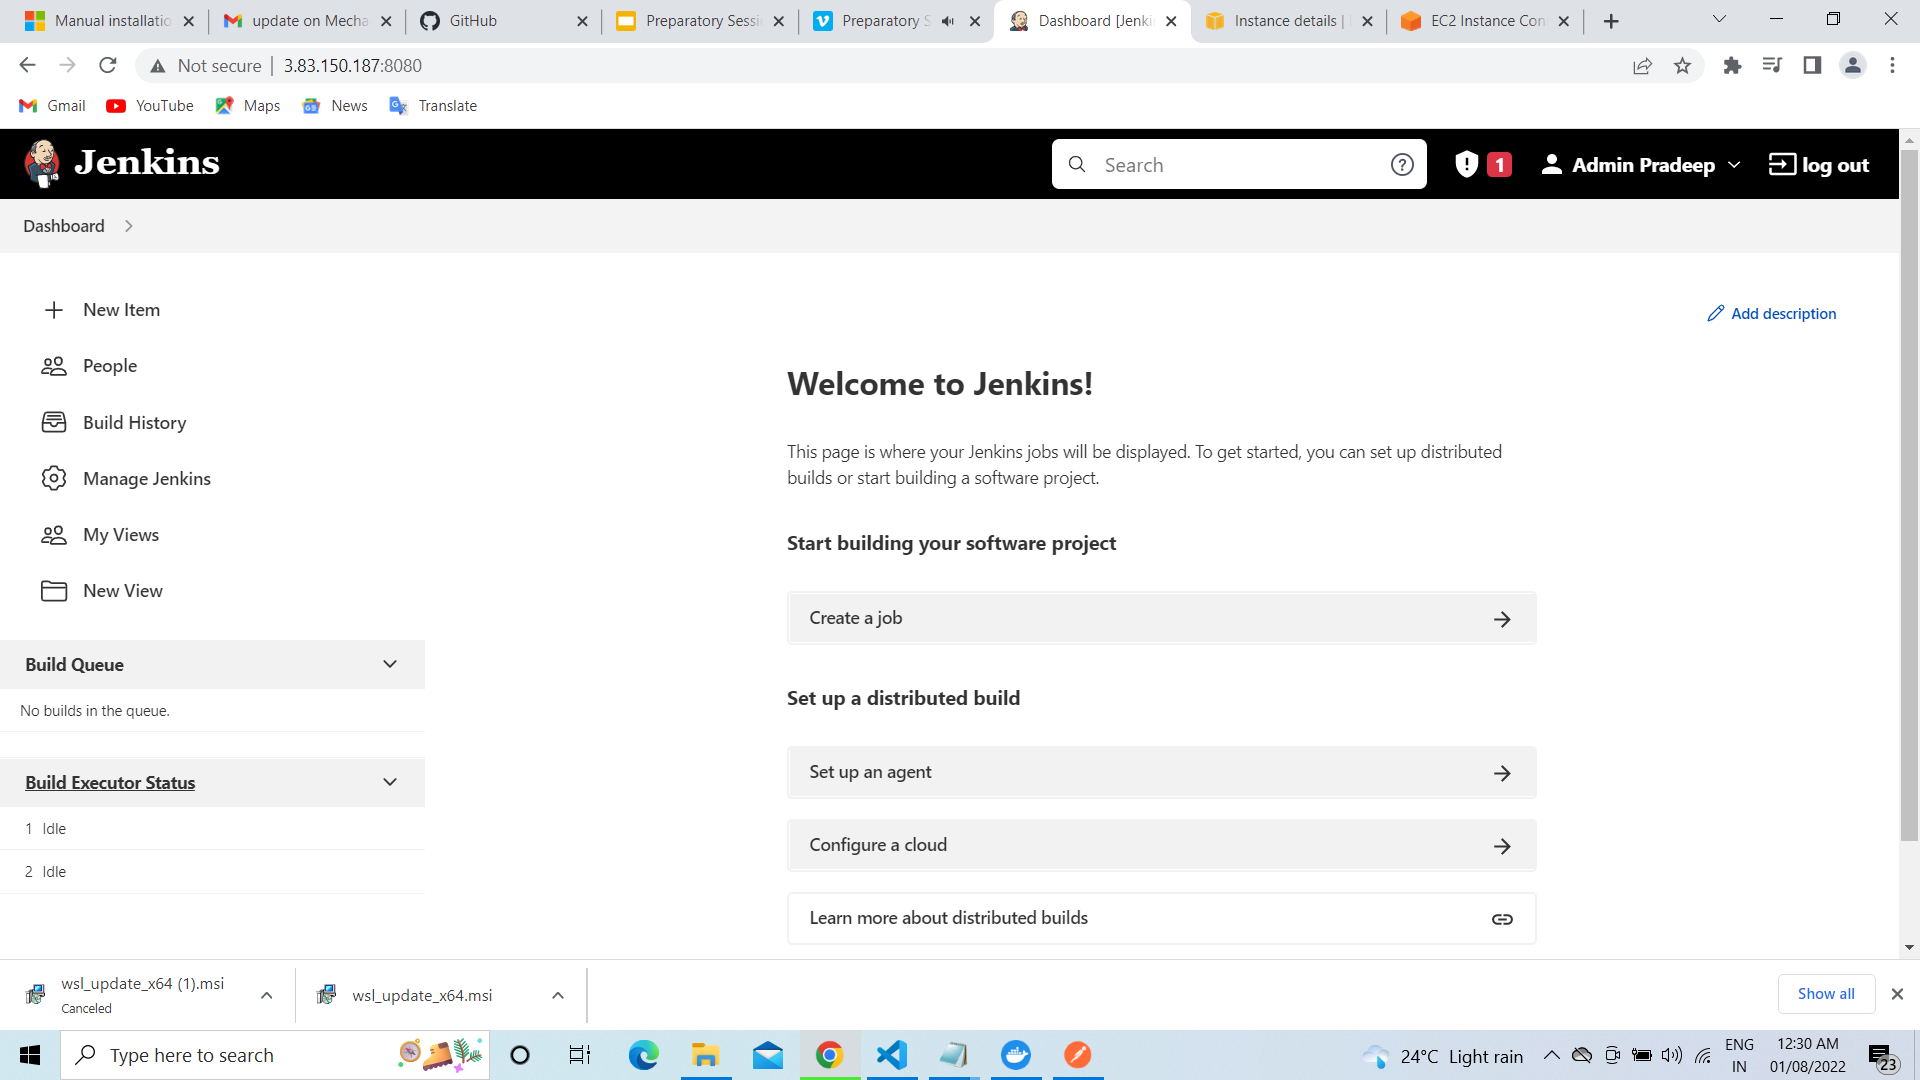 Manual installatio
update on Mecha
GitHub
Preparatory Sessi
Preparatory S
Dashboard [Jenki
Instance details |
EC2 Instance Con
Not secure
3.83.150.187:8080
Gmail
YouTube
Maps
News
Translate
Jenkins
Search
1
Admin Pradeep
log out
Dashboard
New Item
Add description
People
Build History
Manage Jenkins
My Views
New View
Welcome to Jenkins!
This page is where your Jenkins jobs will be displayed. To get started, you can set up distributed
builds or start building a software project.
Start building your software project
Create a job
Set up a distributed build
Set up an agent
Configure a cloud
Learn more about distributed builds
Build Queue
No builds in the queue.
Build Executor Status
1 Idle
2 Idle
wsl_update_x64 (1).msi
Canceled
wsl_update_x64.msi
Show all
Type here to search
24°C Light rain
ENG
IN
12:30 AM
01/08/2022
23